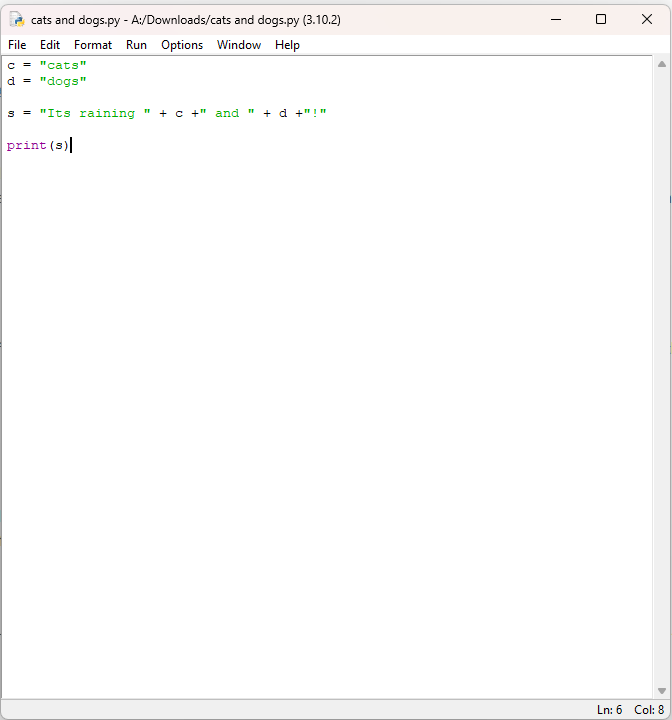 cats and dogs.py - A:/Downloads/cats and dogs.py (3.10.2)
File Edit Format Run Options Window Help
c = "cats"
d = "dogs"
s = "Its raining " + c +" and " + d +"!"
print(s)
Ln: 6 Col: 8